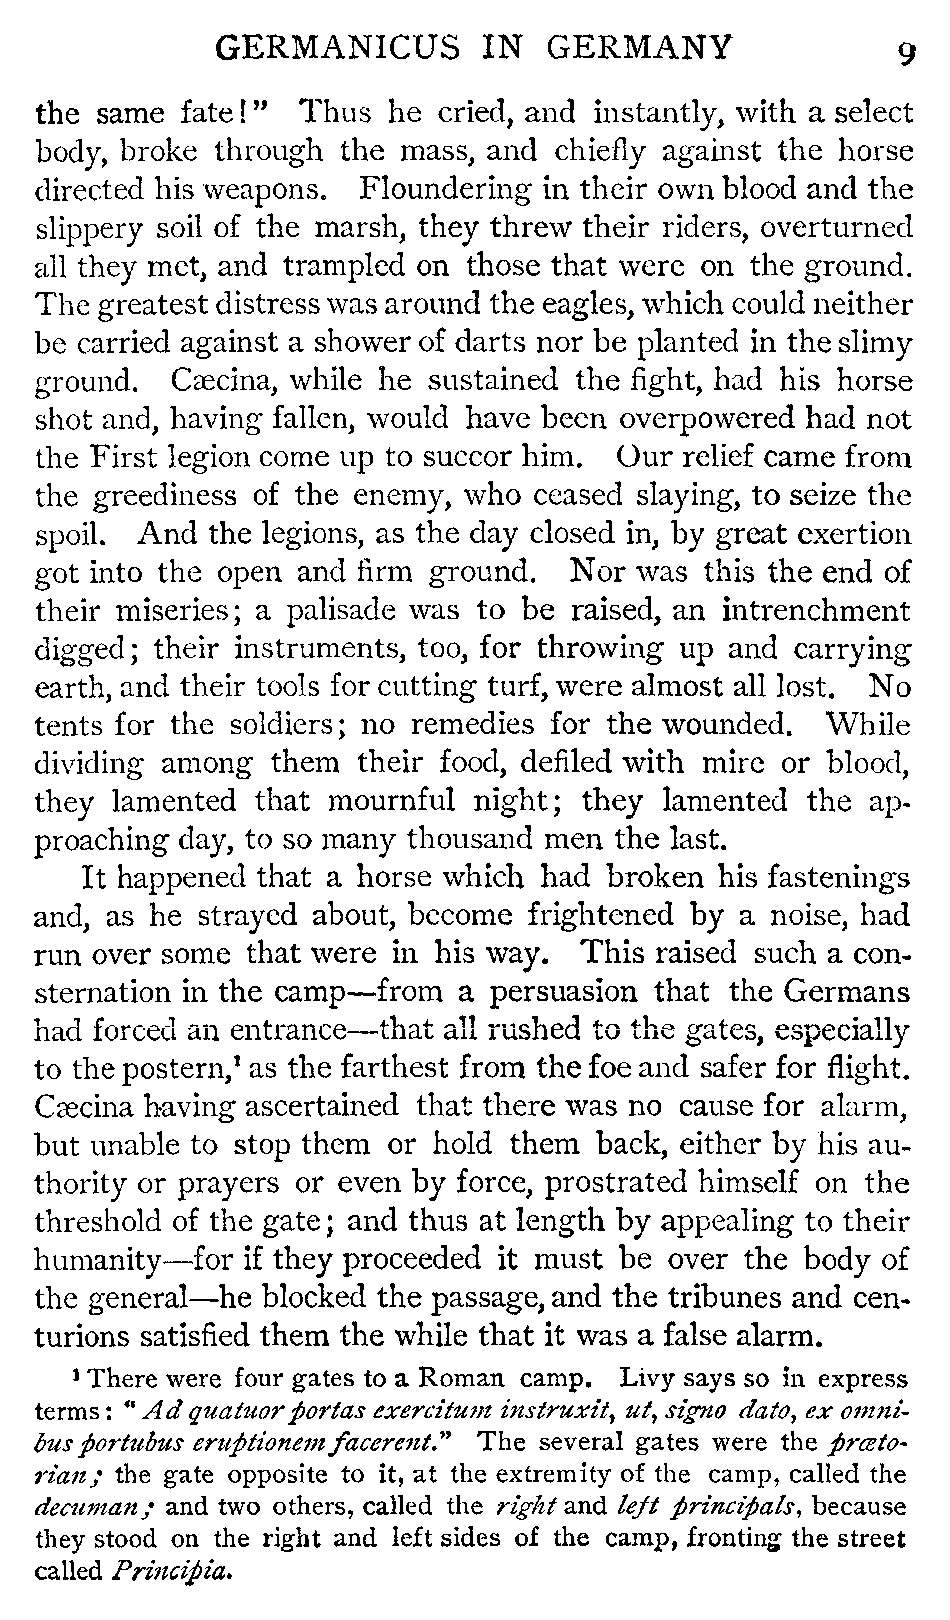 GERMANICUS IN GERMANY 9
the same fate!" Thus he cried, and instantly, with a select
body, broke through the mass, and chiefly against the horse
directed his weapons. Floundering in their own blood and the
slippery soil of the marsh, they threw their riders, overturned
all they met, and trampled on those that were on the ground.
The greatest distress was around the eagles, which could neither
be carried against a shower of darts nor be planted in the slimy
ground. Cæcina, while he sustained the fight, had his horse
shot and, having fallen, would have been overpowered had not
the First legion come up to succor him. Our relief came from
the greediness of the enemy, who ceased slaying, to seize the
spoil. And the legions, as the day closed in, by great exertion
got into the open and firm ground. Nor was this the end of
their miseries; a palisade was to be raised, an intrenchment
digged; their instruments, too, for throwing up and carrying
earth, and their tools for cutting turf, were almost all lost. No
tents for the soldiers; no remedies for the wounded. While
dividing among them their food, defiled with mire or blood,
they lamented that mournful night; they lamented the ap-
proaching day, to so many thousand men the last.
It happened that a horse which had broken his fastenings
and, as he strayed about, become frightened by a noise, had
run over some that were in his way. This raised such a con-
sternation in the camp—from a persuasion that the Germans
had forced an entrance—that all rushed to the gates, especially
to the postern,¹ as the farthest from the foe and safer for flight.
Cæcina having ascertained that there was no cause for alarm,
but unable to stop them or hold them back, either by his au-
thority or prayers or even by force, prostrated himself on the
threshold of the gate; and thus at length by appealing to their
humanity—for if they proceeded it must be over the body of
the general—he blocked the passage, and the tribunes and cen-
turions satisfied them the while that it was a false alarm.
¹ There were four gates to a Roman camp. Livy says so in express
terms: "Ad quatuor portas exercitum instruxit, ut, signo dato, ex omni-
bus portubus eruptionem facerent." The several gates were the præto-
rian; the gate opposite to it, at the extremity of the camp, called the
decuman; and two others, called the right and left principals, because
they stood on the right and left sides of the camp, fronting the street
called Principia.